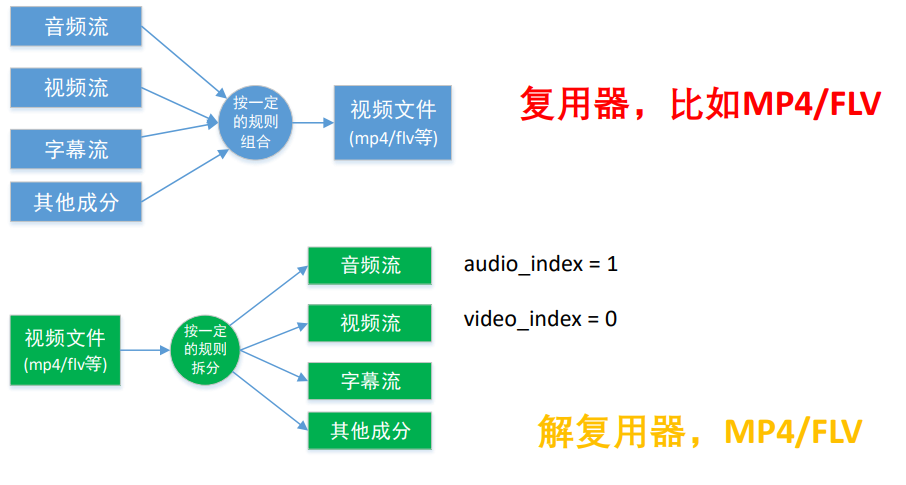 音频流
视频流
字幕流
其他成分
按一定
的规则
组合
视频文件
(mp4/flv等)
复用器，比如MP4/FLV
视频文件
(mp4/flv等)
按一定
的规则
拆分
音频流
audio_index = 1
视频流
video_index = 0
字幕流
其他成分
解复用器，MP4/FLV